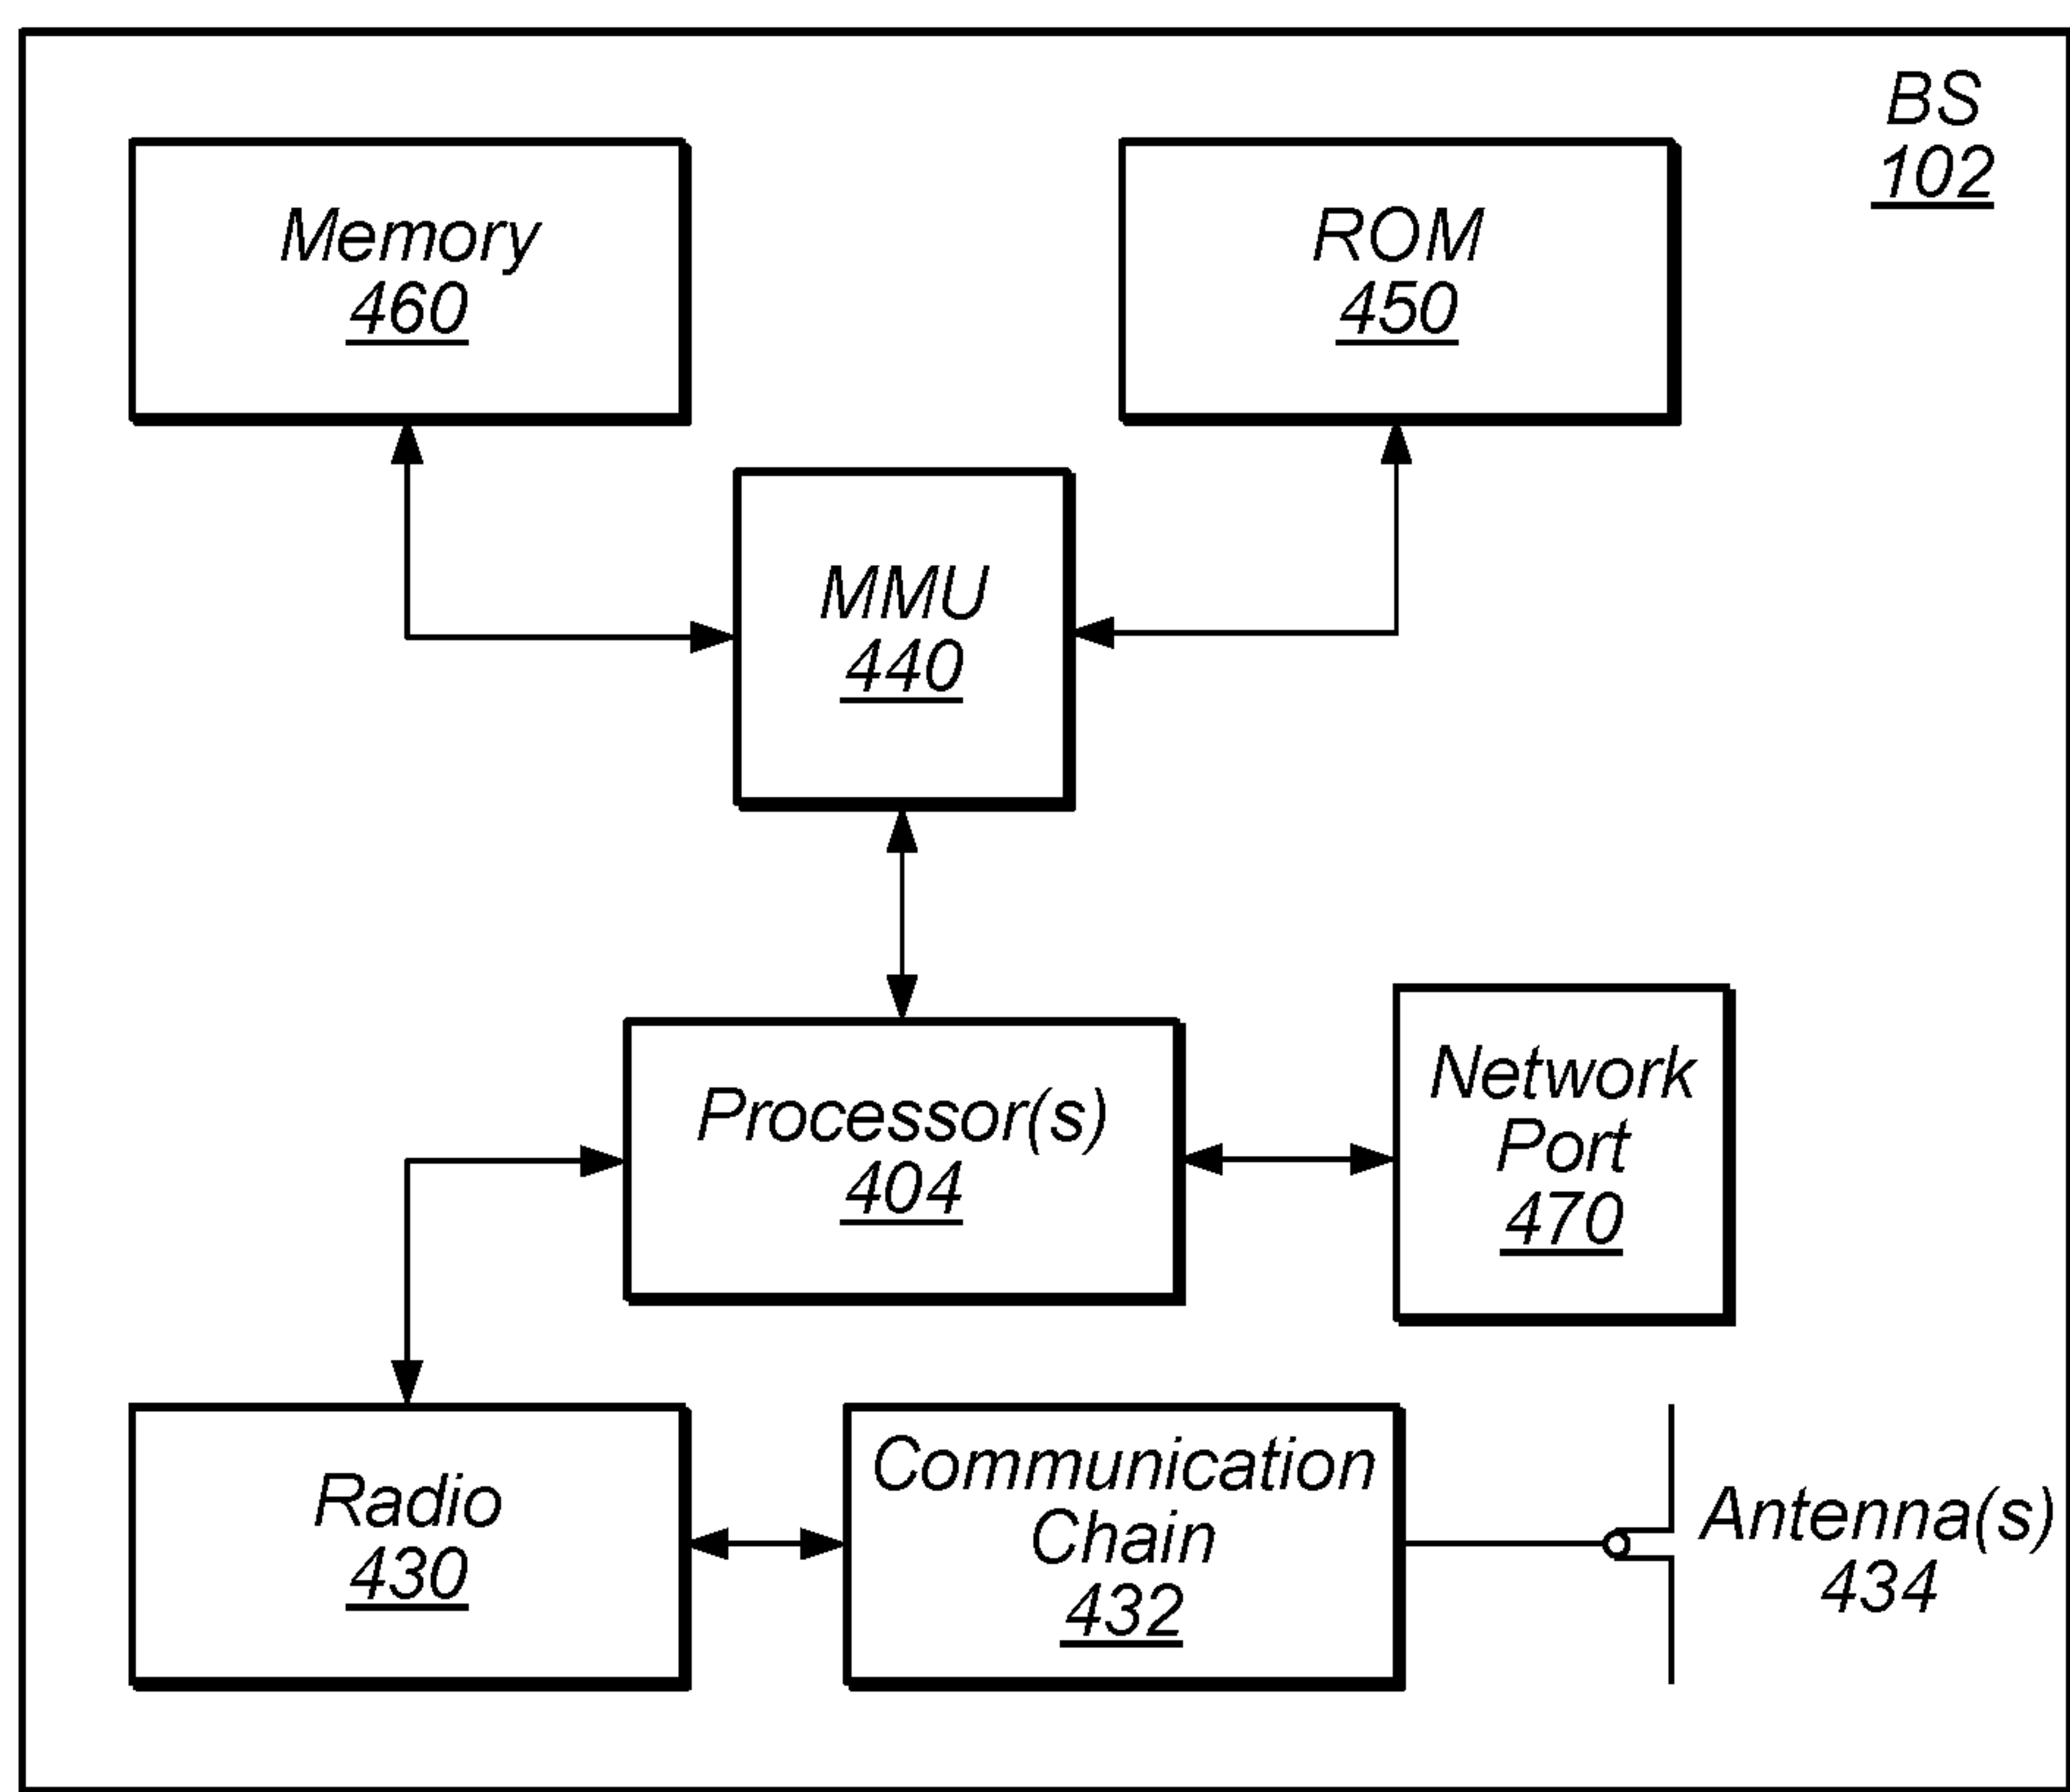 BS
102
Memory
460
ROM
450
MMU
440
Processor(s)
404
Network
Port
470
Radio
430
Communication
Chain
432
Antenna(s)
434